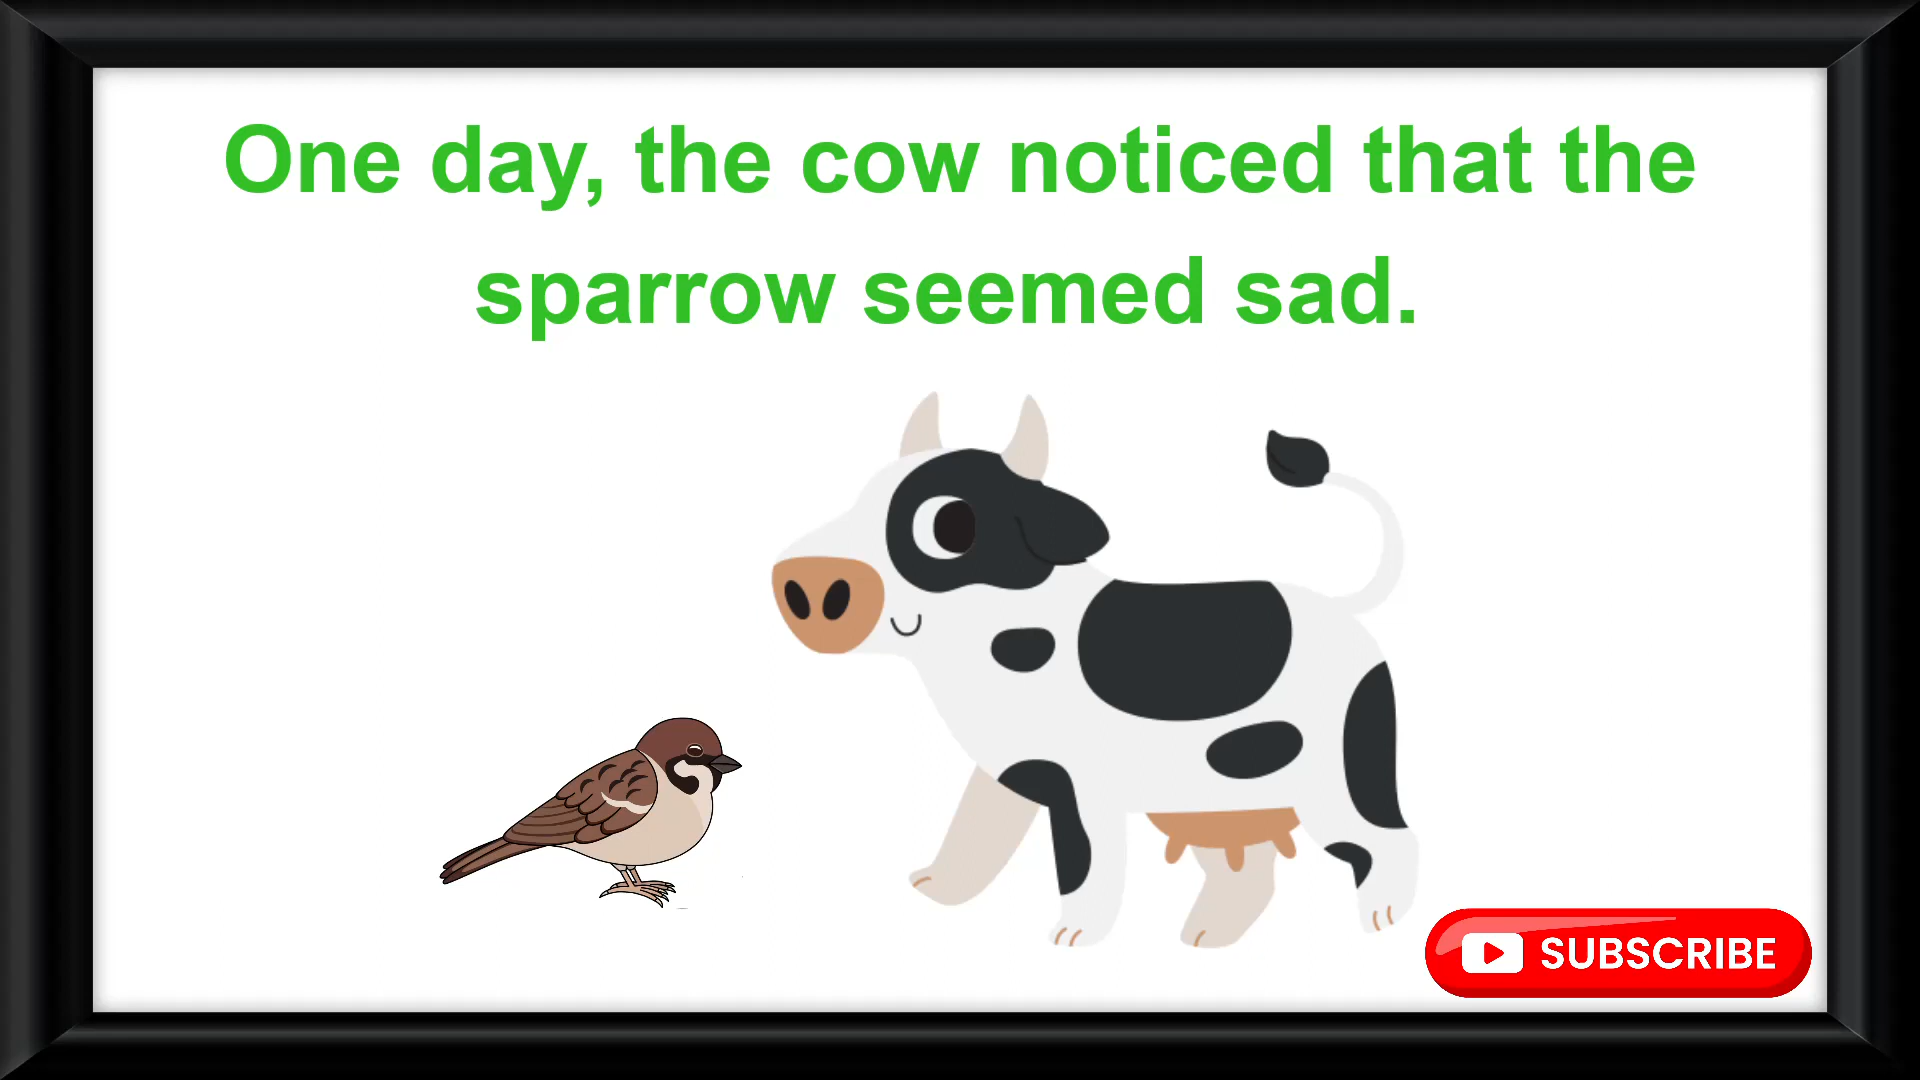 One day, the cow noticed that the
sparrow seemed sad.
SUBSCRIBE